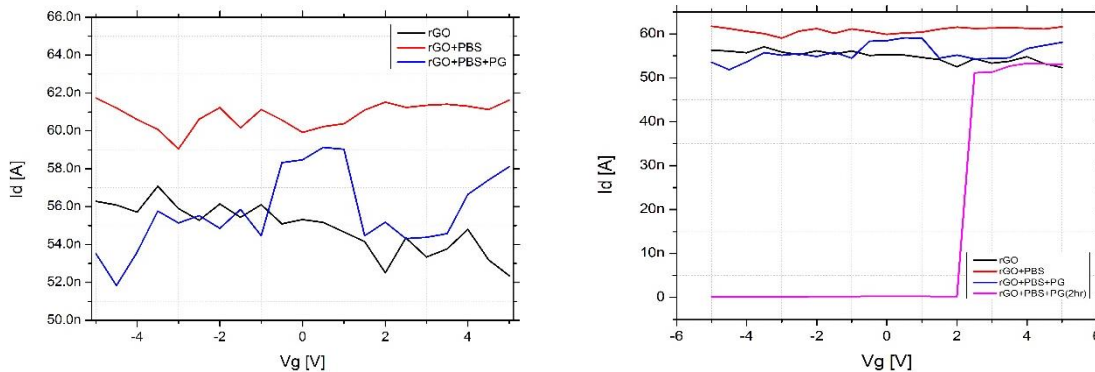 66.0n
64.0n
62.0n
60.0n
58.0n
56.0n
54.0n
52.0n
50.0n
Id [A]
rGO
rGO+PBS
rGO+PBS+PG
-4
-2
0
2
4
Vg [V]
60n
50n
40n
30n
20n
10n
0
Id [A]
rGO
rGO+PBS
rGO+PBS+PG
rGO+PBS+PG(2hr)
-6
-4
-2
0
2
4
6
Vg [V]